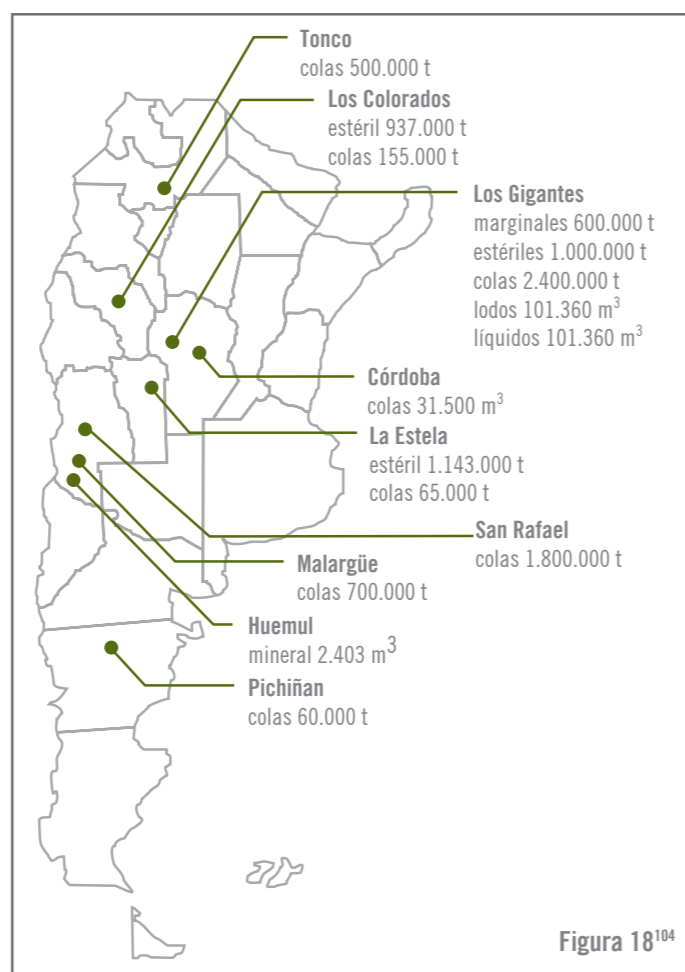 Tonco
colas 500.000 t
Los Colorados
estéril 937.000 t
colas 155.000 t
Los Gigantes
marginales 600.000 t
estériles 1.000.000 t
colas 2.400.000 t
lodos 101.360 m³
líquidos 101.360 m³
Córdoba
colas 31.500 m³
La Estela
estéril 1.143.000 t
colas 65.000 t
San Rafael
colas 1.800.000 t
Malargüe
colas 700.000 t
Huemul
mineral 2.403 m³
Pichiñan
colas 60.000 t
Figura 18¹⁰⁴